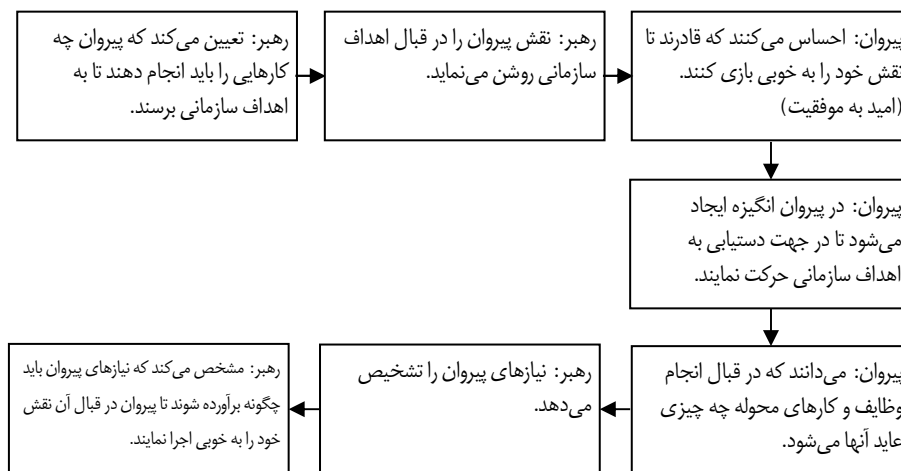 رهبر: تعیین می‌کند که پیروان چه
کارهایی را باید انجام دهند تا به
اهداف سازمانی برسند.
رهبر: نقش پیروان را در قبال اهداف
سازمانی روشن می‌نماید.
پیروان: احساس می‌کنند که قادرند تا
نقش خود را به خوبی بازی کنند.
(امید به موفقیت)
پیروان: در پیروان انگیزه ایجاد
می‌شود تا در جهت دستیابی به
اهداف سازمانی حرکت نمایند.
پیروان: می‌دانند که در قبال انجام
وظایف و کارهای محوله چه چیزی
عاید آنها می‌شود.
رهبر: نیازهای پیروان را تشخیص
می‌دهد.
رهبر: مشخص می‌کند که نیازهای پیروان باید
چگونه برآورده شوند تا پیروان در قبال آن نقش
خود را به خوبی اجرا نمایند.